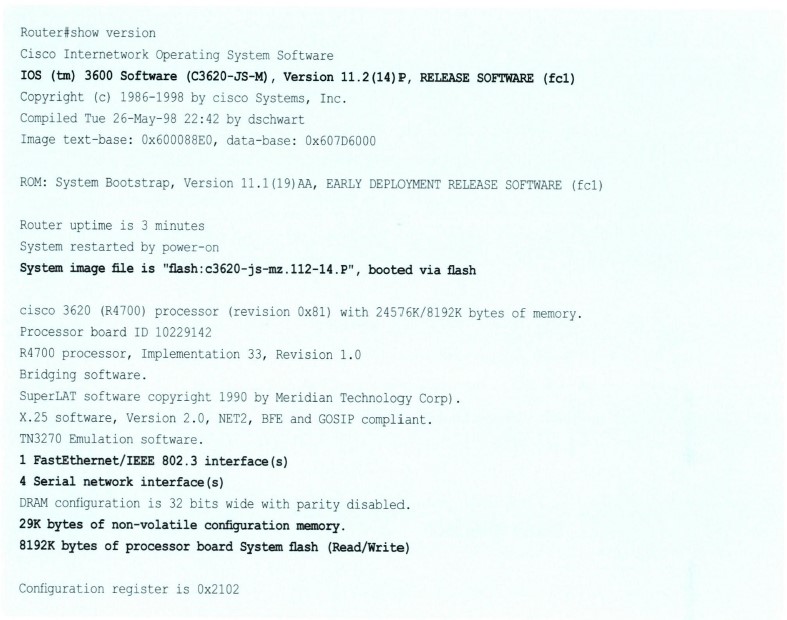 Router#show version
Cisco Internetwork Operating System Software
IOS (tm) 3600 Software (C3620-JS-M), Version 11.2(14)P, RELEASE SOFTWARE (fc1)
Copyright (c) 1986-1998 by cisco Systems, Inc.
Compiled Tue 26-May-98 22:42 by dschwart
Image text-base: 0x600088E0, data-base: 0x607D6000
ROM: System Bootstrap, Version 11.1(19)AA, EARLY DEPLOYMENT RELEASE SOFTWARE (fc1)
Router uptime is 3 minutes
System restarted by power-on
System image file is "flash:c3620-js-mz.112-14.P", booted via flash
cisco 3620 (R4700) processor (revision 0x81) with 24576K/8192K bytes of memory.
Processor board ID 10229142
R4700 processor, Implementation 33, Revision 1.0
Bridging software.
SuperLAT software copyright 1990 by Meridian Technology Corp).
X.25 software, Version 2.0, NET2, BFE and GOSIP compliant.
TN3270 Emulation software.
1 FastEthernet/IEEE 802.3 interface(s)
4 Serial network interface(s)
DRAM configuration is 32 bits wide with parity disabled.
29K bytes of non-volatile configuration memory.
8192K bytes of processor board System flash (Read/Write)
Configuration register is 0x2102